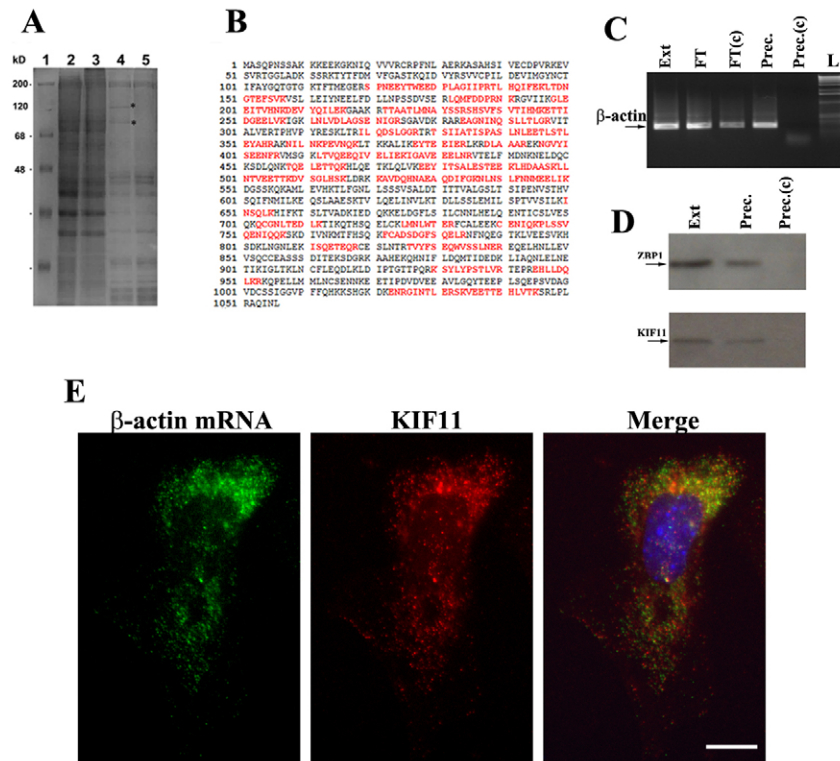 A
1 2 3 4 5
kD
200
120
68
48
B
1 MASQPNSSAK KKEEKGKNIQ VVVRCRPFNL AERKASAHSI VECDPVRKEV
51 SVRTGGLADK SSRKTYTFDM VFGASTKQID VYRSVVCPIL DEVIMGYNCT
101 IFAYGQTGTG KTFTMEGERS PNEEYTWEED PLAGIIPRTL HQIFEKLTDN
151 GTEFSVKVSL LEIYNEELFD LLNPSSDVSE RLQMFDDPRN KRGVIIKGLE
201 EITVHNKDEV YQILEKGAAK RTTAATLMNA YSSRSHSVFS VTIHMKETTI
251 DGEELVKIGK LNLVDLAGSE NIGRSGAVDK RAREAGNINQ SLLTLGRVIT
301 ALVERTPHVP YRESKLTRIL QDSLGGRTRT SIIATISPAS LNLEETLSTL
351 EYAHRAKNIL NKPEVNQKLT KKALIKEYTE EIERLKRDLA AAREKNGVYI
401 SEENFRVMSG KLTVQEEQIV ELIEKIGAVE EELNRVTELF MDNKNELDQC
451 KSDLQNKTQE LETTQKHLQE TKLQLVKEEY ITSALESTEE KLHDAASKLL
501 NTVEETTKDV SGLHSKLDRK KAVDQHNAEA QDIFGKNLNS LFNNMEELIK
551 DGSSKQKAML EVHKTLFGNL LSSSVSALDT ITTVALGSLT SIPENVSTHV
601 SQIFNMILKE QSLAAESKTV LQELINVLKT DLLSSLEMIL SPTVVSILKI
651 NSQLKHIFKT SLTVADKIED QKKELDGFLS ILCNNLHELQ ENTICSLVES
701 QKQCGNLTED LKTIKQTHSQ ELCKLMNLWT ERFCALEEKC ENIQKPLSSV
751 QENIQQKSKD IVNKMTFHSQ KFCADSDGFS QELRNFNQEG TKLVEESVKH
801 SDKLNGNLEK ISQETEQRCE SLNTRTVYFS EQWVSSLNER EQELHNLLEV
851 VSQCCEASSS DITEKSDGRK AAHEKQHNIF LDQMTIDEDK LIAQNLELNE
901 TIKIGLTKLN CFLEQDLKLD IPTGTTPQRK SYLYPSTLVR TEPREHLLDQ
951 LKRKQPELLM MLNCSENNKE ETIPDVDVEE AVLGQYTEEP LSQEPSVDAG
1001 VDCSSIGGVP FFQHKKSHGK DKENRGINTL ERSKVEETTE HLVTKSRLPL
1051 RAQINL
C
Ext FT FT(c) Prec. Prec.(c) L
β-actin
D
Ext Prec. Prec.(c)
ZBP1
KIF11
E
β-actin mRNA KIF11 Merge